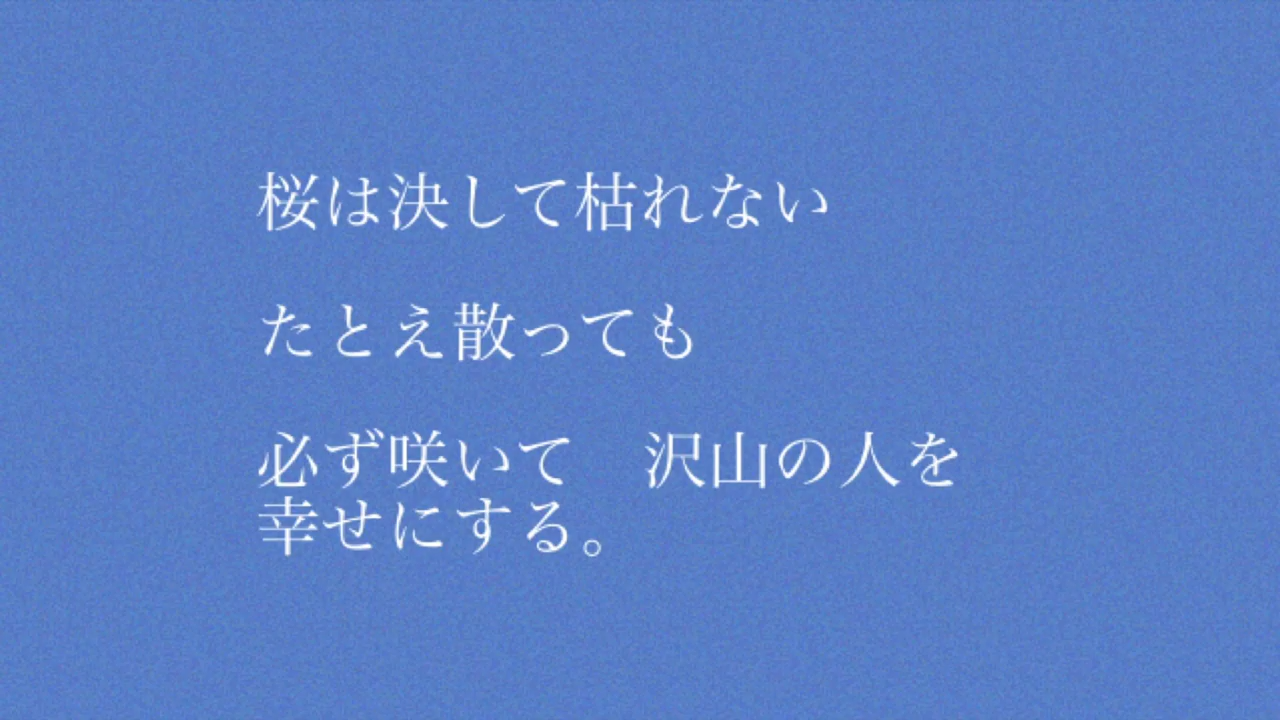 桜は決して枯れない
たとえ散っても
必ず咲いて　沢山の人を
幸せにする。